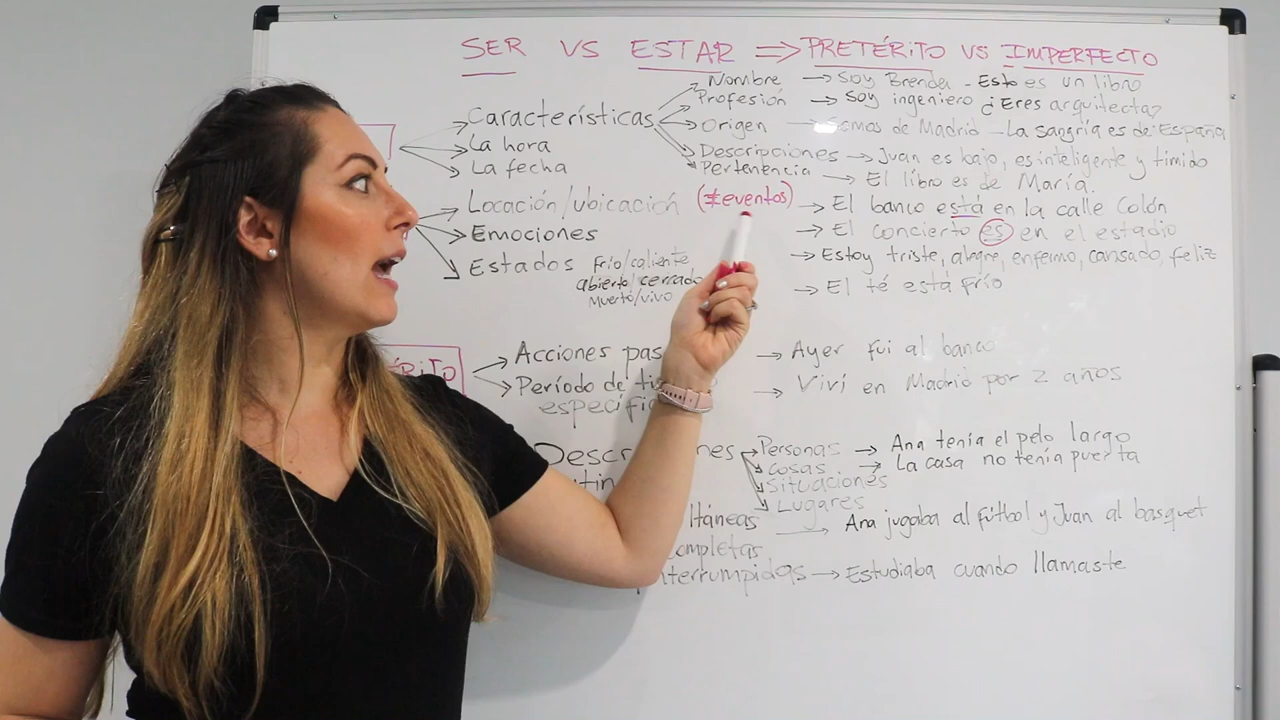 SER VS ESTAR ⇒ PRETÉRITO VS IMPERFECTO
Características
La hora
La fecha
Nombre → Soy Brenda - Esto es un libro
Profesión → Soy ingeniero ¿Eres arquitecta?
Origen → Somos de Madrid - La sangría es de España
Descripciones → Juan es bajo, es inteligente y timido
Pertenencia → El libro es de María.
Locación/ubicación (≠eventos) → El banco está en la calle Colón
→ El concierto es en el estadio
Emociones → Estoy triste, alegre, enfermo, cansado, feliz
Estados frío/caliente → El té está frío
abierto/cerrado
Muerto/vivo
Acciones pas → Ayer fui al banco
Período de → Viví en Madrid por 2 años
Personas → Ana tenía el pelo largo
Cosas → La casa no tenía puerta
Situaciones
Lugares
ltáneas → Ana jugaba al fútbol y Juan al basquet
ompletas
nterrumpidas → Estudiaba cuando llamaste